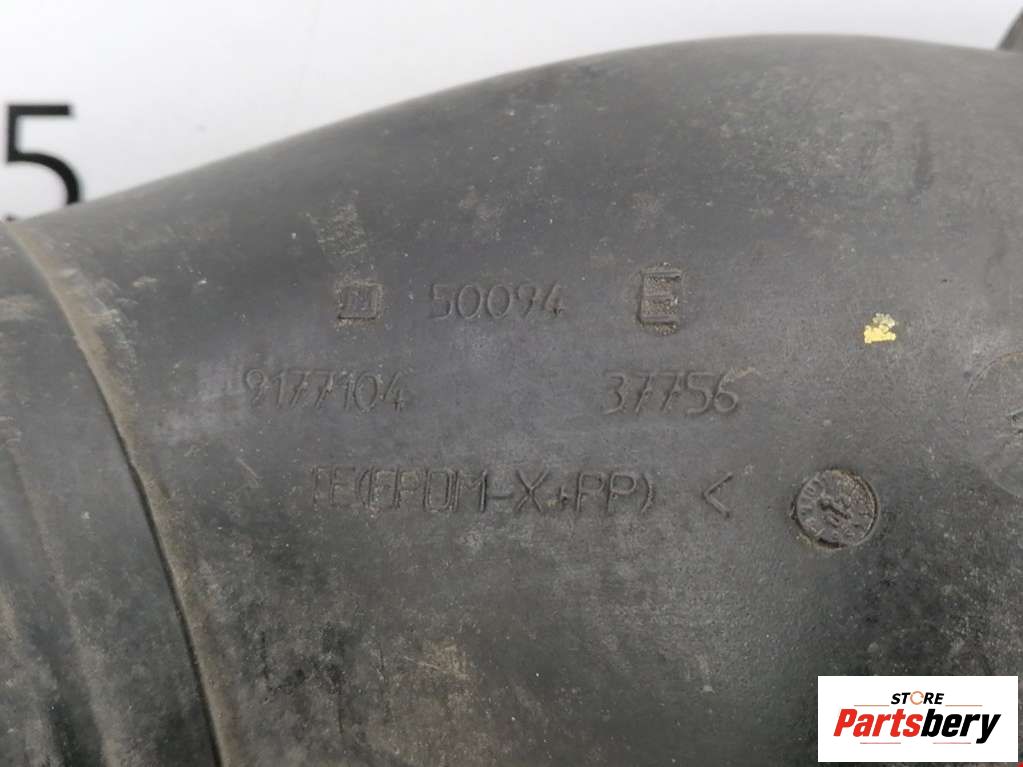 5
50094 E
9177104 37756
TE(EPDM-X+PP) <
STORE
Partsbery